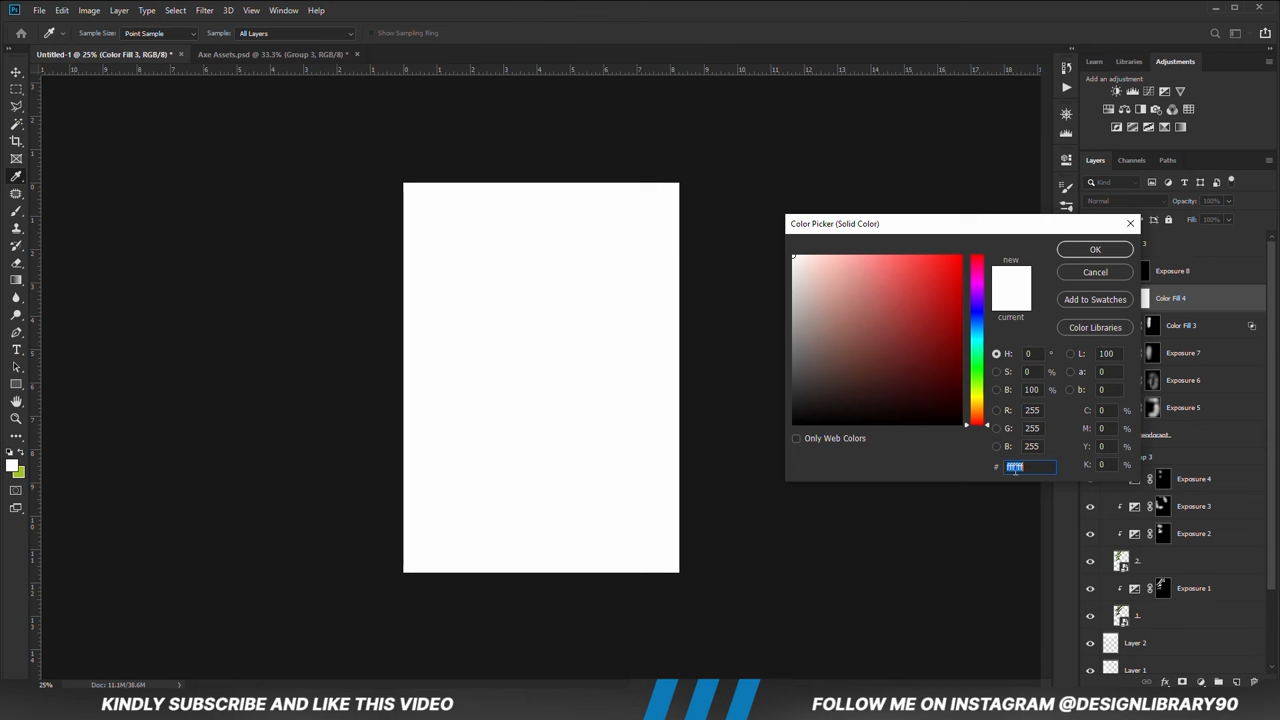 Ps File Edit Image Layer Type Select Filter 3D View Window Help
Sample Size: Point Sample Sample: All Layers Show Sampling Ring
Untitled-1 @ 25% (Color Fill 3, RGB/8) * × Axe Assets.psd @ 33.3% (Group 3, RGB/8) * ×
Learn Libraries Adjustments
Add an adjustment
Layers Channels Paths
Kind
Normal Opacity: 100%
Fill: 100%
3
Exposure 8
Color Fill 4
Color Fill 3
Exposure 7
Exposure 6
Exposure 5
Exposure 4
Exposure 3
Exposure 2
2
Exposure 1
1
Layer 2
Layer 1
Color Picker (Solid Color)
new
current
OK
Cancel
Add to Swatches
Color Libraries
H: 0 ° L: 100
S: 0 % a: 0
B: 100 % b: 0
R: 255 C: 0 %
G: 255 M: 0 %
B: 255 Y: 0 %
# ffffff K: 0 %
Only Web Colors
25% Doc: 11.1M/38.6M
KINDLY SUBSCRIBE AND LIKE THIS VIDEO
FOLLOW ME ON INSTAGRAM @DESIGNLIBRARY90